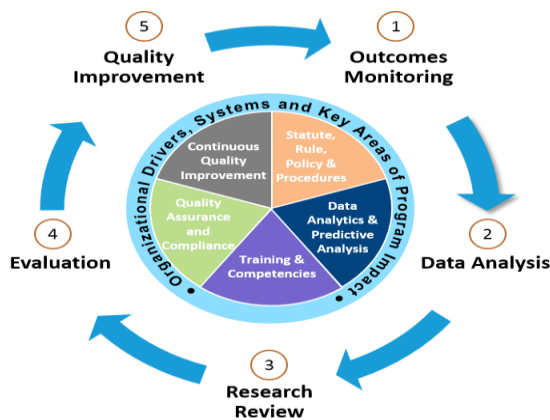 5
Quality
Improvement
1
Outcomes
Monitoring
• Organizational Drivers, Systems and Key Areas of Program Impact •
Continuous
Quality
Improvement
Statute,
Rule,
Policy &
Procedures
Quality
Assurance
and
Compliance
Data
Analytics &
Predictive
Analysis
Training &
Competencies
4
Evaluation
2
Data Analysis
3
Research
Review